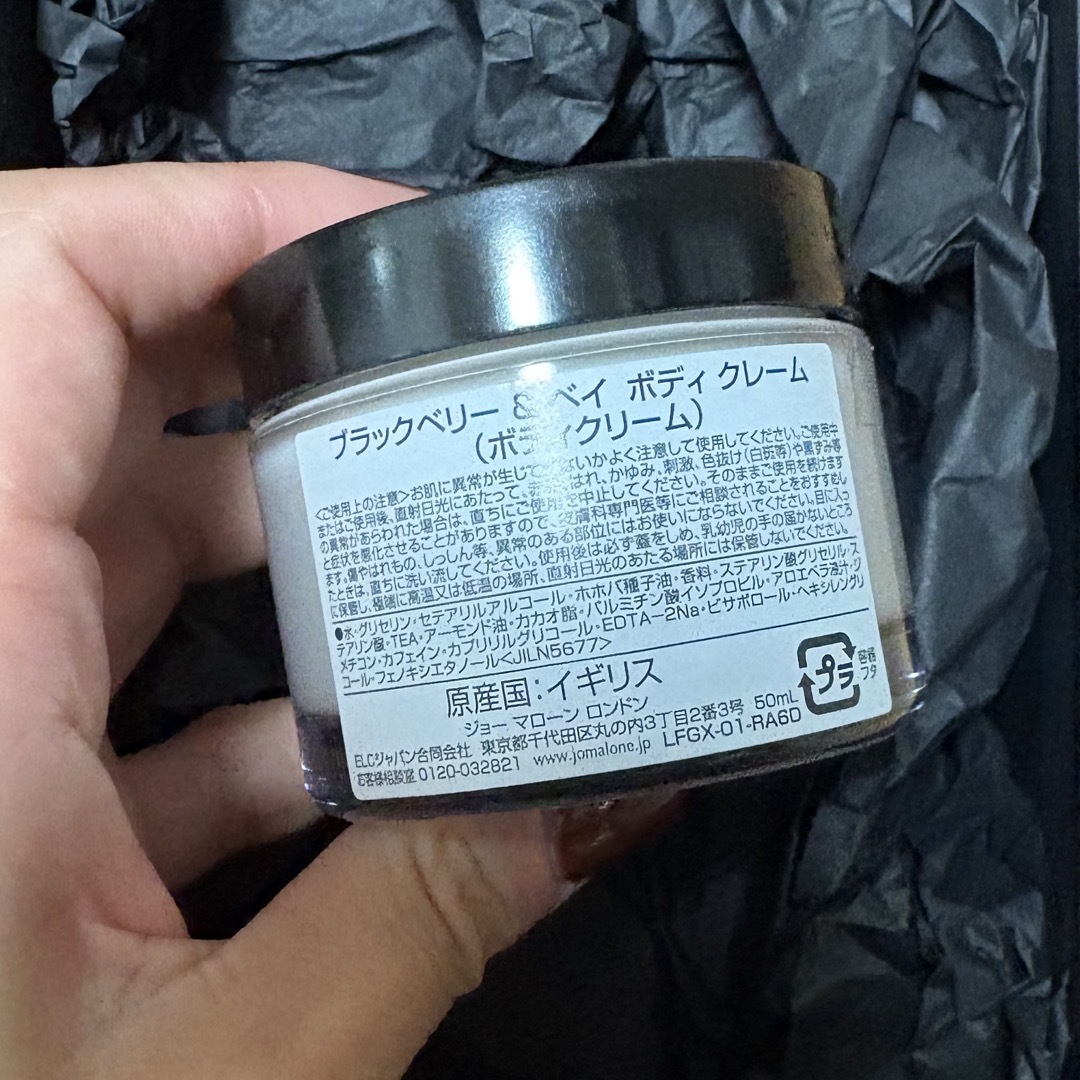 ブラックベリー & ベイ ボディ クレーム
(ボディクリーム)
<ご使用上の注意>お肌に異常が生じていないかよく注意して使用してください。ご使用中
またはご使用後、直射日光にあたって、赤み、はれ、かゆみ、刺激、色抜け(白斑等)や黒ずみ等
の異常があらわれた場合は、直ちにご使用を中止してください。そのままご使用を続けます
と症状を悪化させることがありますので、皮膚科専門医等にご相談されることをおすすめし
ます。傷やはれもの、しっしん等、異常のある部位にはお使いにならないでください。目に入っ
たときは、直ちに洗い流してください。使用後は必ず蓋をしめ、乳幼児の手の届かないところ
に保管し、極端に高温又は低温の場所、直射日光のあたる場所には保管しないでください。
●水・グリセリン・セテアリルアルコール・ホホバ種子油・香料・ステアリン酸グリセリル・ス
テアリン酸・TEA・アーモンド油・カカオ脂・パルミチン酸イソプロピル・アロエベラ液汁・ジ
メチコン・カフェイン・カプリリルグリコール・EDTA-2Na・ビサボロール・ヘキシレングリ
コール・フェノキシエタノール<JILN5677>
原産国:イギリス
ジョー マローン ロンドン
ELCジャパン合同会社 東京都千代田区丸の内3丁目2番3号 50mL
お客様相談室 0120-032821 www.jomalone.jp LFGX-01-RA6D
プラ
容器
フタ